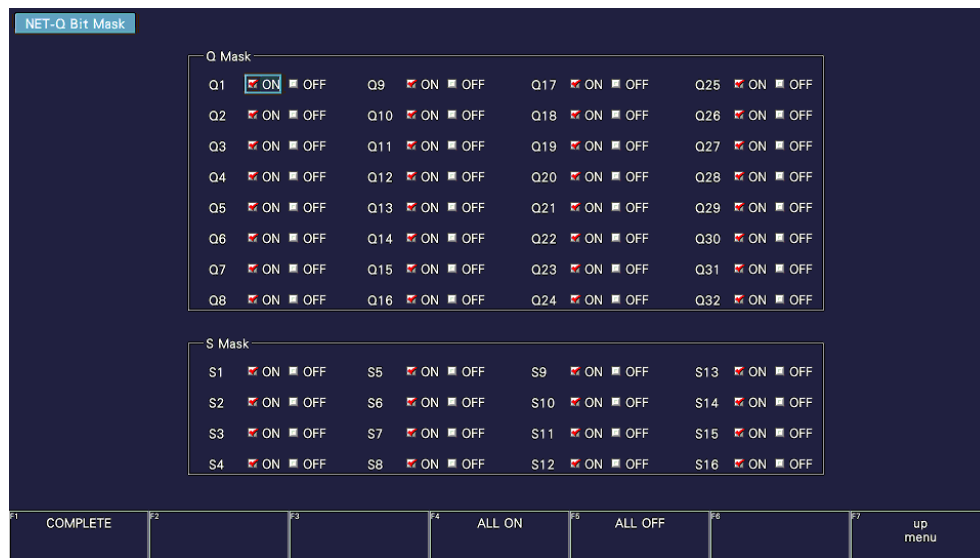 NET-Q Bit Mask
Q Mask
Q1 ON OFF Q9 ON OFF Q17 ON OFF Q25 ON OFF
Q2 ON OFF Q10 ON OFF Q18 ON OFF Q26 ON OFF
Q3 ON OFF Q11 ON OFF Q19 ON OFF Q27 ON OFF
Q4 ON OFF Q12 ON OFF Q20 ON OFF Q28 ON OFF
Q5 ON OFF Q13 ON OFF Q21 ON OFF Q29 ON OFF
Q6 ON OFF Q14 ON OFF Q22 ON OFF Q30 ON OFF
Q7 ON OFF Q15 ON OFF Q23 ON OFF Q31 ON OFF
Q8 ON OFF Q16 ON OFF Q24 ON OFF Q32 ON OFF
S Mask
S1 ON OFF S5 ON OFF S9 ON OFF S13 ON OFF
S2 ON OFF S6 ON OFF S10 ON OFF S14 ON OFF
S3 ON OFF S7 ON OFF S11 ON OFF S15 ON OFF
S4 ON OFF S8 ON OFF S12 ON OFF S16 ON OFF
F1 COMPLETE F2 F3 F4 ALL ON F5 ALL OFF F6 F7 up
menu